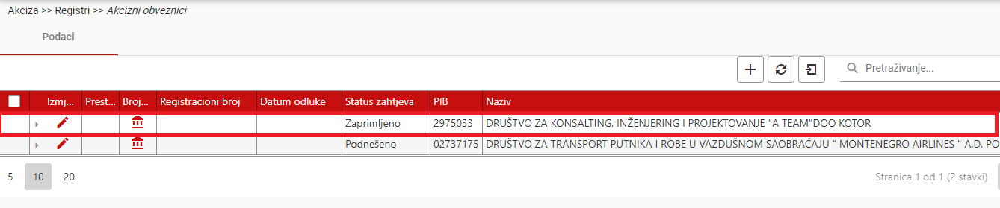 Akciza >> Registri >> Akcizni obveznici
Podaci
Pretraživanje...
Izmj... Prest... Broj... Registracioni broj Datum odluke Status zahtjeva PIB Naziv
Zaprimljeno 2975033 DRUŠTVO ZA KONSALTING, INŽENJERING I PROJEKTOVANJE "A TEAM"DOO KOTOR
Podnešeno 02737175 DRUŠTVO ZA TRANSPORT PUTNIKA I ROBE U VAZDUŠNOM SAOBRAĆAJU " MONTENEGRO AIRLINES " A.D. PO
5 10 20 Stranica 1 od 1 (2 stavki)